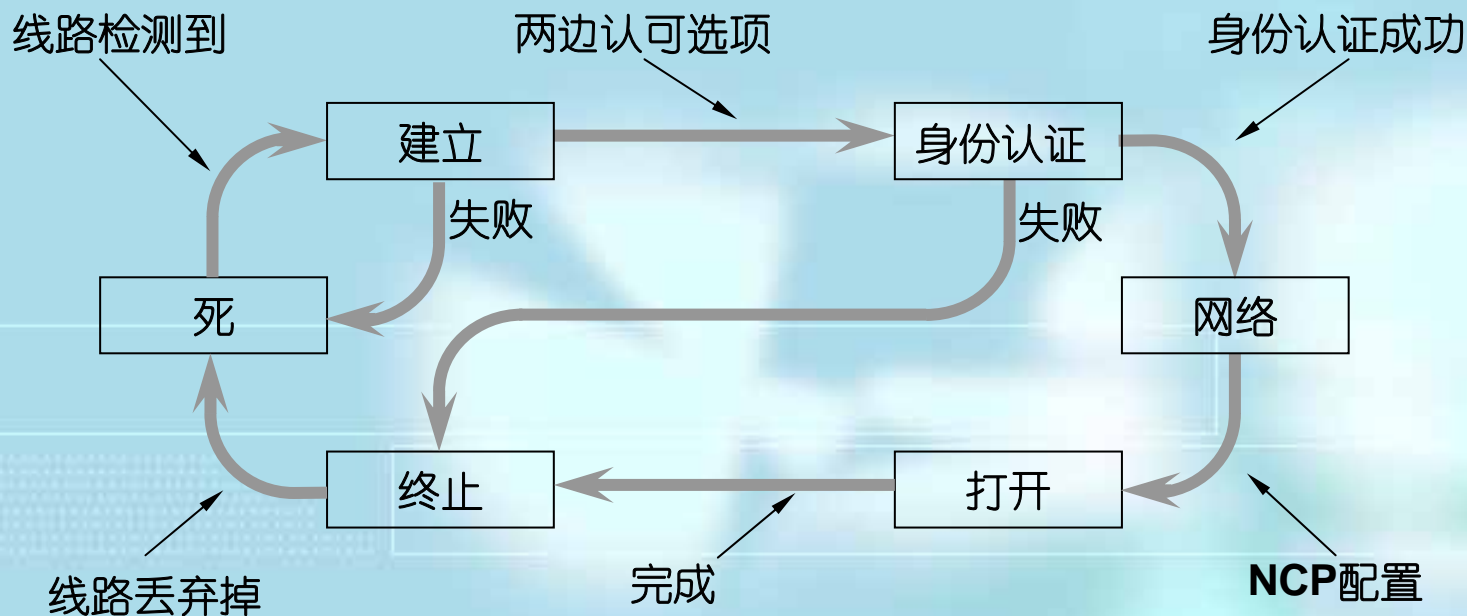 线路检测到
两边认可选项
身份认证成功
建立
身份认证
失败
失败
死
网络
终止
打开
线路丢弃掉
完成
NCP配置